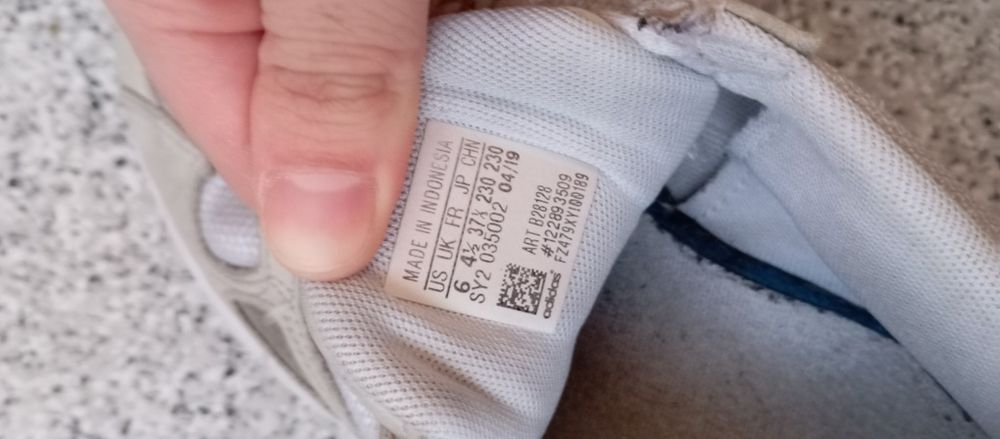 MADE IN INDONESIA
US UK FR JP CHN
6 4½ 37⅓ 230 230
SY2 035002 04/19
ART B28128
#122893509
FZ479XY100189
adidas